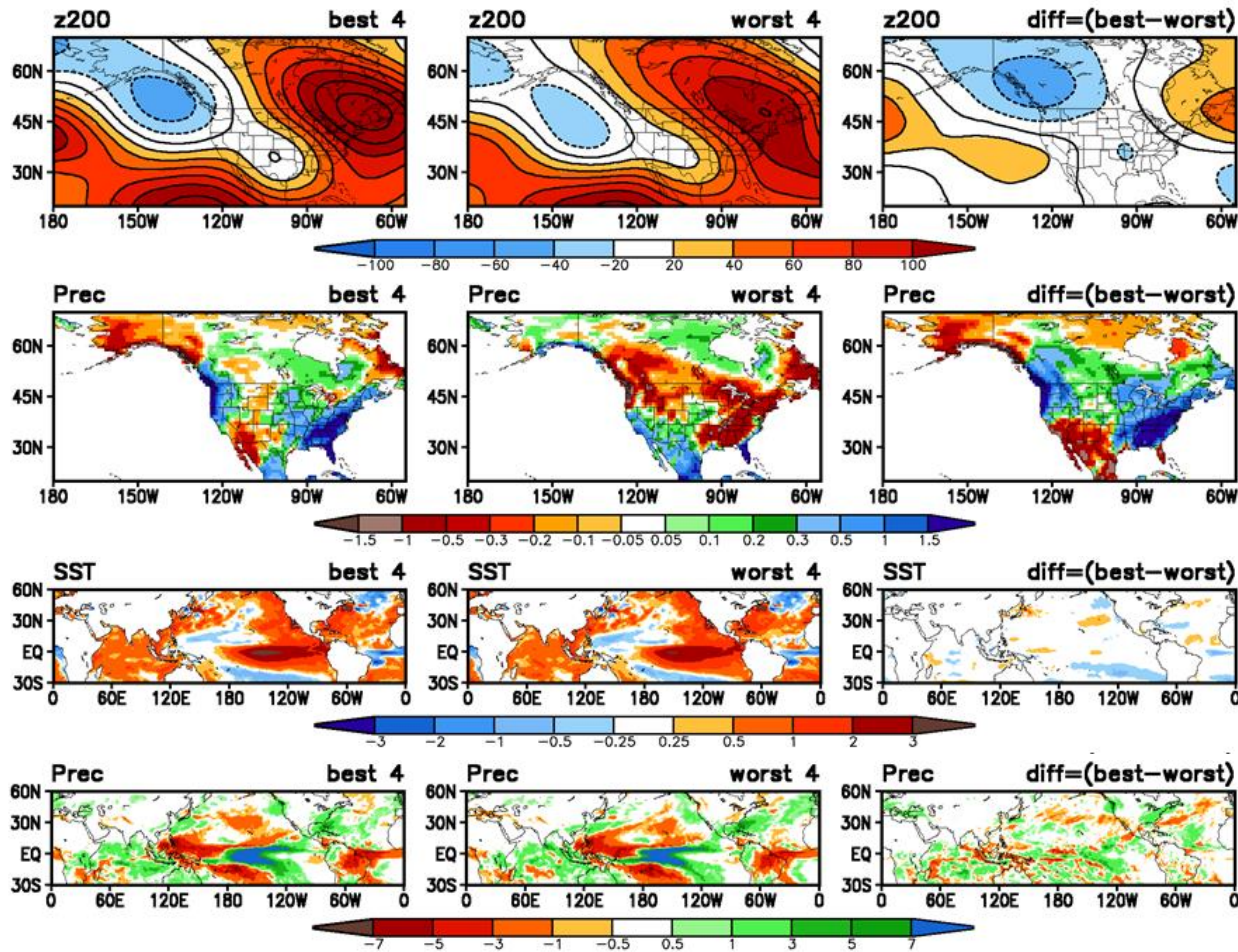 z200 best 4 z200 worst 4 z200 diff=(best-worst)
60N 60N 60N
45N 45N 45N
30N 30N 30N
180 150W 120W 90W 60W 180 150W 120W 90W 60W 180 150W 120W 90W 60W
-100 -80 -60 -40 -20 20 40 60 80 100
Prec best 4 Prec worst 4 Prec diff=(best-worst)
60N 60N 60N
45N 45N 45N
30N 30N 30N
180 150W 120W 90W 60W 180 150W 120W 90W 60W 180 150W 120W 90W 60W
-1.5 -1 -0.5 -0.3 -0.2 -0.1 -0.05 0.05 0.1 0.2 0.3 0.5 1 1.5
SST best 4 SST worst 4 SST diff=(best-worst)
60N 60N 60N
30N 30N 30N
EQ EQ EQ
30S 30S 30S
0 60E 120E 180 120W 60W 0 0 60E 120E 180 120W 60W 0 0 60E 120E 180 120W 60W 0
-3 -2 -1 -0.5 -0.25 0.25 0.5 1 2 3
Prec best 4 Prec worst 4 Prec diff=(best-worst)
60N 60N 60N
30N 30N 30N
EQ EQ EQ
30S 30S 30S
0 60E 120E 180 120W 60W 0 0 60E 120E 180 120W 60W 0 0 60E 120E 180 120W 60W 0
-7 -5 -3 -1 -0.5 0.5 1 3 5 7